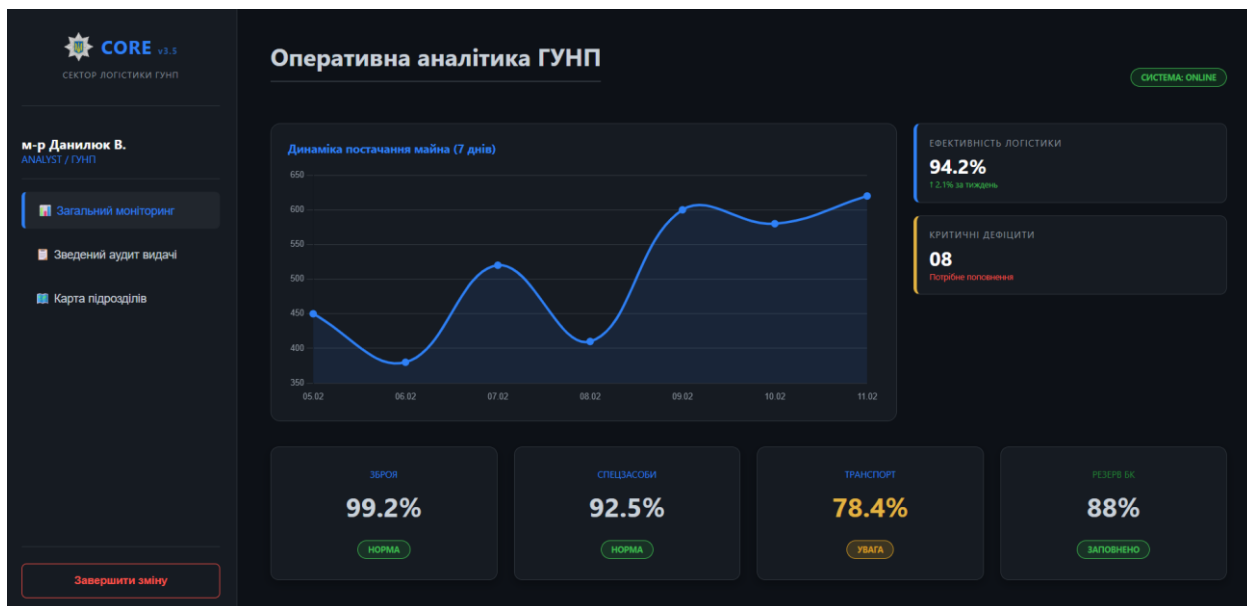 CORE v3.5
СЕКТОР ЛОГІСТИКИ ГУНП
м-р Данилюк В.
ANALYST / ГУНП
Загальний моніторинг
Зведений аудит видачі
Карта підрозділів
Завершити зміну
Оперативна аналітика ГУНП
СИСТЕМА: ONLINE
Динаміка постачання майна (7 днів)
650
600
550
500
450
400
350
05.02 06.02 07.02 08.02 09.02 10.02 11.02
ЕФЕКТИВНІСТЬ ЛОГІСТИКИ
94.2%
↑ 2.1% за тиждень
КРИТИЧНІ ДЕФІЦИТИ
08
Потрібне поповнення
ЗБРОЯ
99.2%
НОРМА
СПЕЦЗАСОБИ
92.5%
НОРМА
ТРАНСПОРТ
78.4%
УВАГА
РЕЗЕРВ БК
88%
ЗАПОВНЕНО